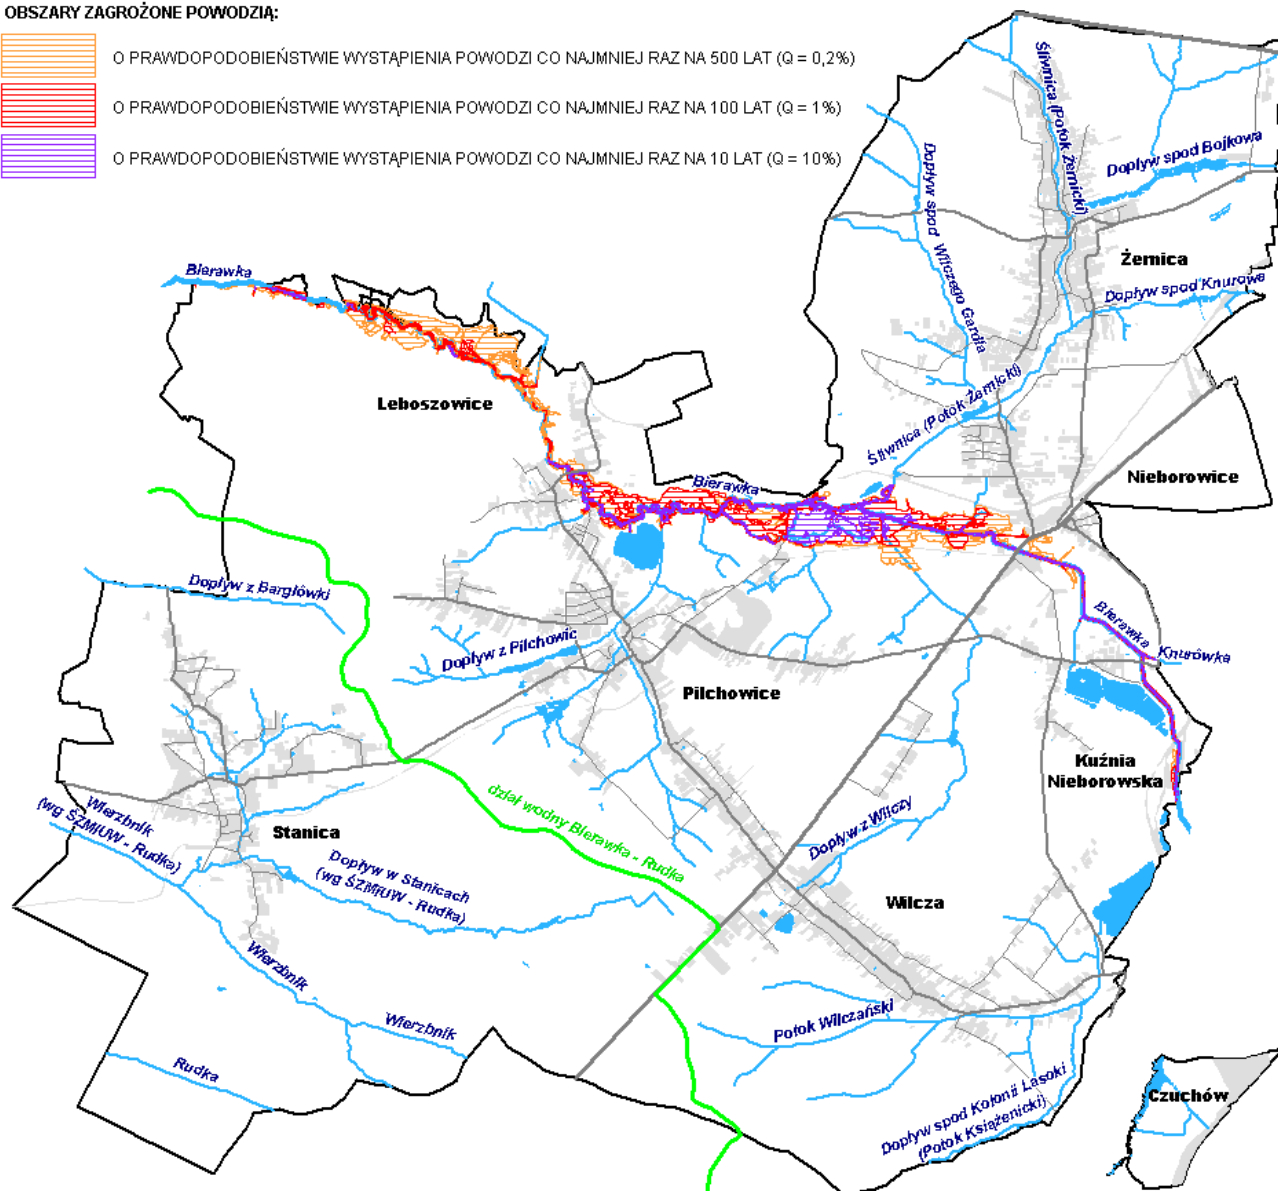 OBSZARY ZAGROŻONE POWODZIĄ:
O PRAWDOPODOBIEŃSTWIE WYSTĄPIENIA POWODZI CO NAJMNIEJ RAZ NA 500 LAT (Q = 0,2%)
O PRAWDOPODOBIEŃSTWIE WYSTĄPIENIA POWODZI CO NAJMNIEJ RAZ NA 100 LAT (Q = 1%)
O PRAWDOPODOBIEŃSTWIE WYSTĄPIENIA POWODZI CO NAJMNIEJ RAZ NA 10 LAT (Q = 10%)
Śliwnica (Potok Żernicki)
Dopływ spod Bojkowa
Dopływ spod Wilczego Gardła
Żernica
Bierawka
Dopływ spod Knurowa
Leboszowice
Śliwnica (Potok Żernicki)
Nieborowice
Bierawka
Dopływ z Bargłówki
Bierawka
Dopływ z Pilchowic
Knurówka
Pilchowice
Kuźnia
Nieborowska
dział wodny Bierawka - Rudka
Wierzbnik
(wg ŚZMIUW - Rudka)
Stanica
Dopływ z Wilczy
Dopływ w Stanicach
(wg ŚZMIUW - Rudka)
Wilcza
Wierzbnik
Potok Wilczański
Wierzbnik
Rudka
Dopływ spod Kolonii Lasoki
(Potok Książenicki)
Czuchów